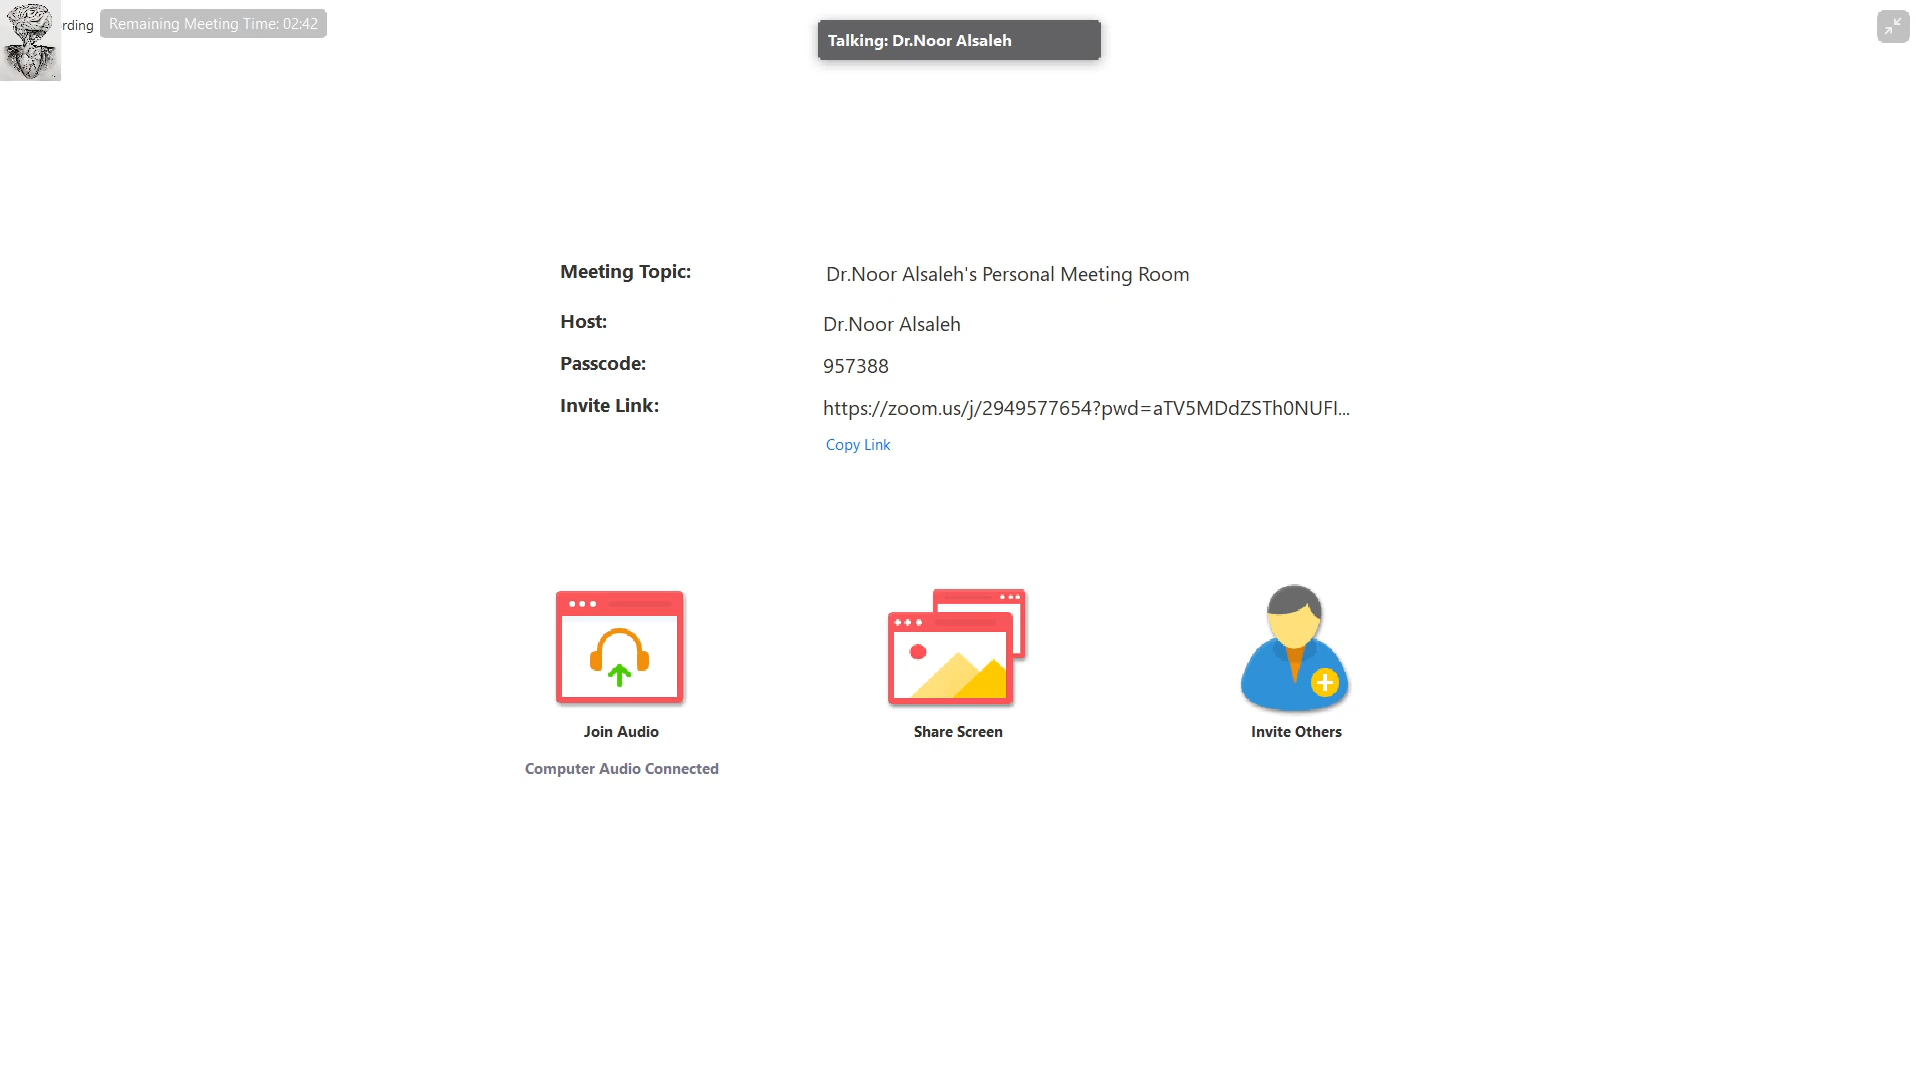 rding
Remaining Meeting Time: 02:42
Talking: Dr.Noor Alsaleh
Meeting Topic: Dr.Noor Alsaleh's Personal Meeting Room
Host: Dr.Noor Alsaleh
Passcode: 957388
Invite Link: https://zoom.us/j/2949577654?pwd=aTV5MDdZSTh0NUFI...
Copy Link
Join Audio
Share Screen
Invite Others
Computer Audio Connected